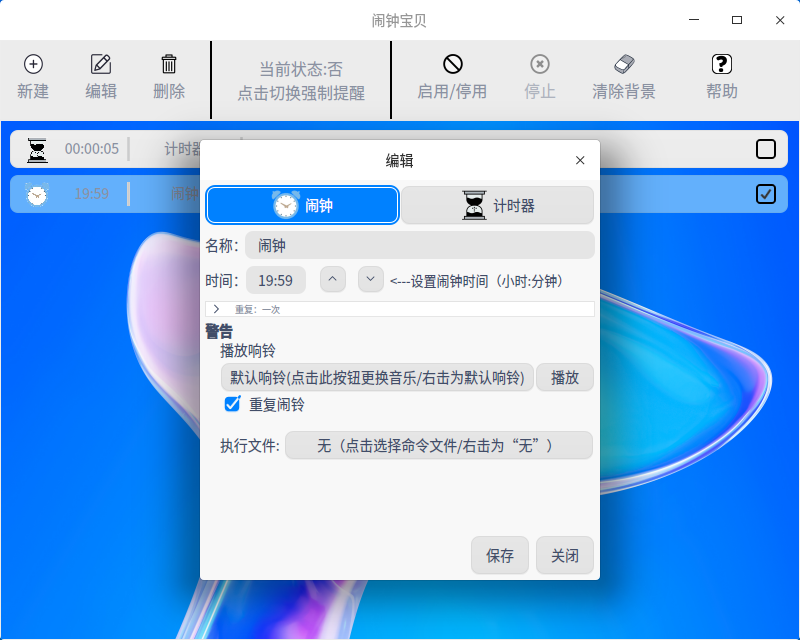 闹钟宝贝
新建
编辑
删除
当前状态:否
点击切换强制提醒
启用/停用
停止
清除背景
帮助
00:00:05
计时器
19:59
闹钟
编辑
闹钟
计时器
名称：
闹钟
时间：
19:59
<---设置闹钟时间（小时:分钟）
重复：一次
警告
播放响铃
默认响铃(点击此按钮更换音乐/右击为默认响铃)
播放
重复闹铃
执行文件:
无（点击选择命令文件/右击为“无”）
保存
关闭